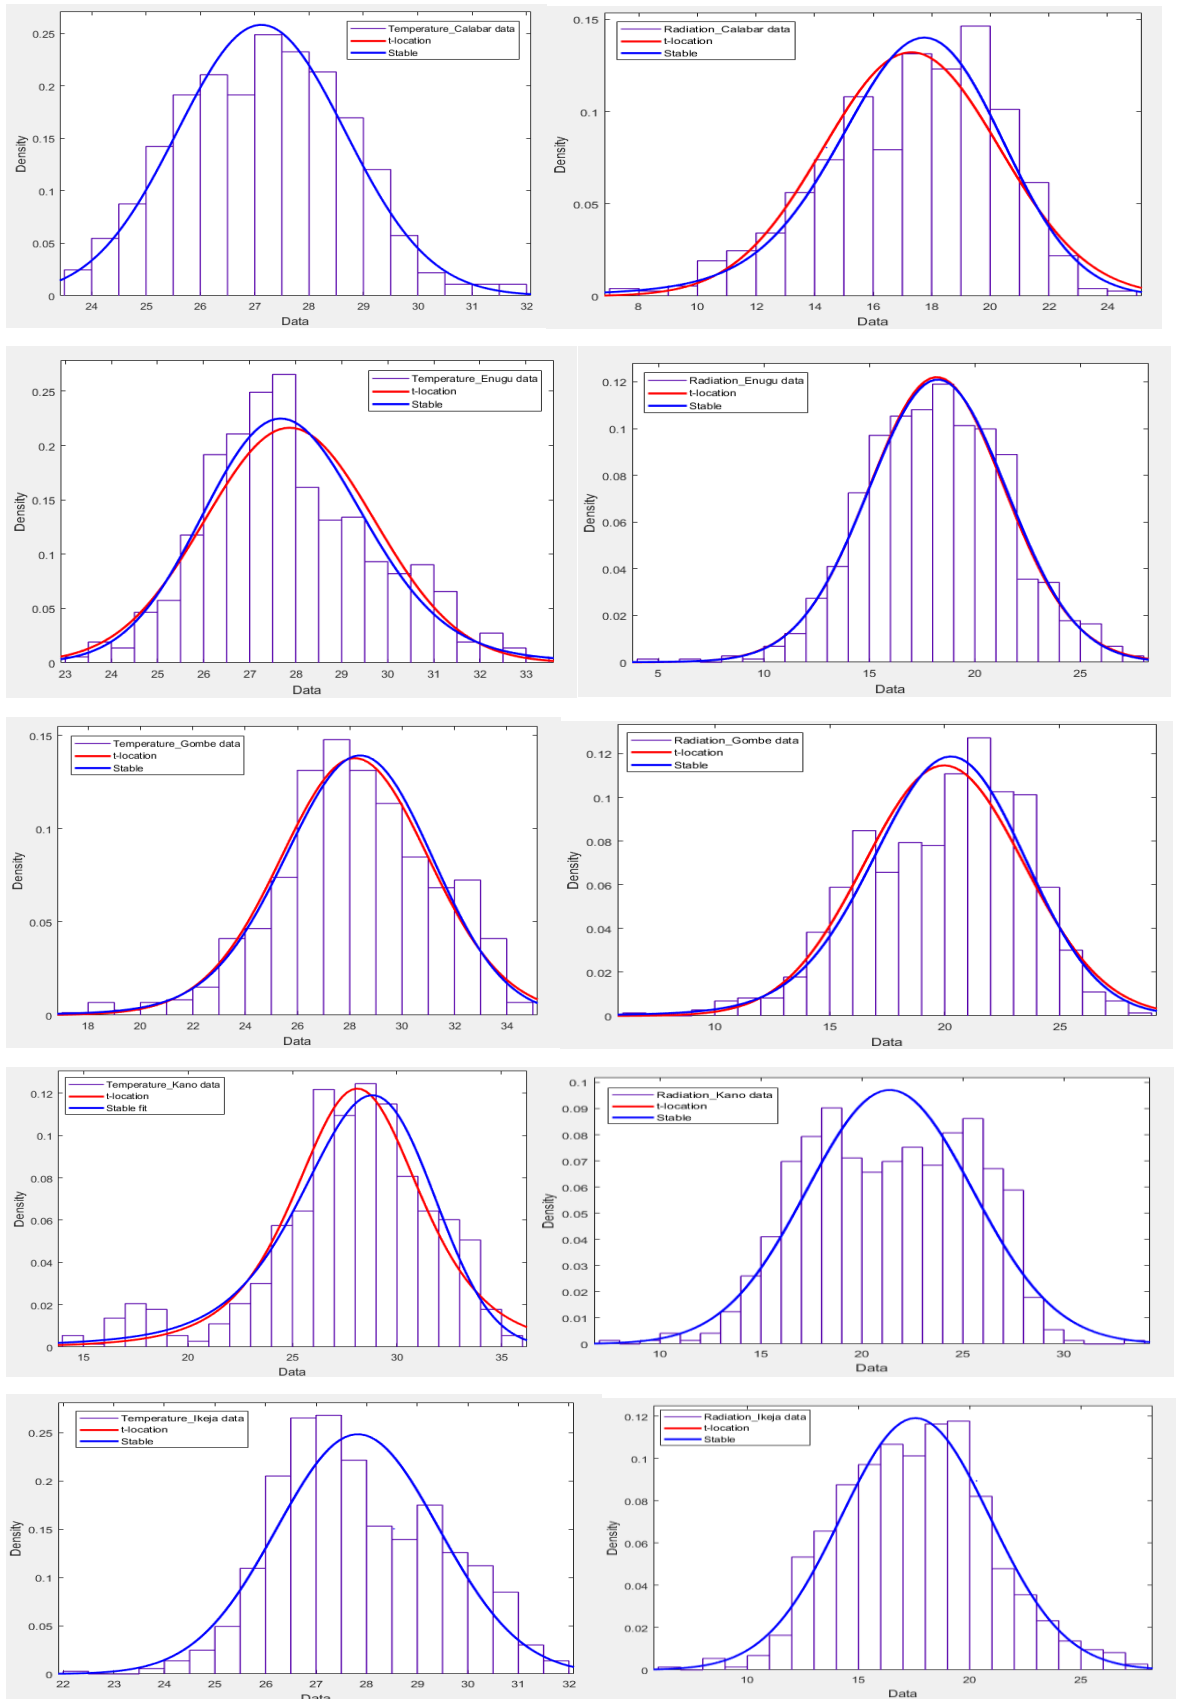 Temperature_Calabar data
t-location
Stable
0.25
0.2
0.15
0.1
0.05
0
Density
24 25 26 27 28 29 30 31 32
Data
Radiation_Calabar data
t-location
Stable
0.15
0.1
0.05
0
Density
8 10 12 14 16 18 20 22 24
Data
Temperature_Enugu data
t-location
Stable
0.25
0.2
0.15
0.1
0.05
0
Density
23 24 25 26 27 28 29 30 31 32 33
Data
Radiation_Enugu data
t-location
Stable
0.12
0.1
0.08
0.06
0.04
0.02
0
Density
5 10 15 20 25
Data
Temperature_Gombe data
t-location
Stable
0.15
0.1
0.05
0
Density
18 20 22 24 26 28 30 32 34
Data
Radiation_Gombe data
t-location
Stable
0.12
0.1
0.08
0.06
0.04
0.02
0
Density
10 15 20 25
Data
Temperature_Kano data
t-location
Stable fit
0.12
0.1
0.08
0.06
0.04
0.02
0
Density
15 20 25 30 35
Data
Radiation_Kano data
t-location
Stable
0.1
0.09
0.08
0.07
0.06
0.05
0.04
0.03
0.02
0.01
0
Density
10 15 20 25 30
Data
Temperature_Ikeja data
t-location
Stable
0.25
0.2
0.15
0.1
0.05
0
Density
22 23 24 25 26 27 28 29 30 31 32
Data
Radiation_Ikeja data
t-location
Stable
0.12
0.1
0.08
0.06
0.04
0.02
0
Density
10 15 20 25
Data